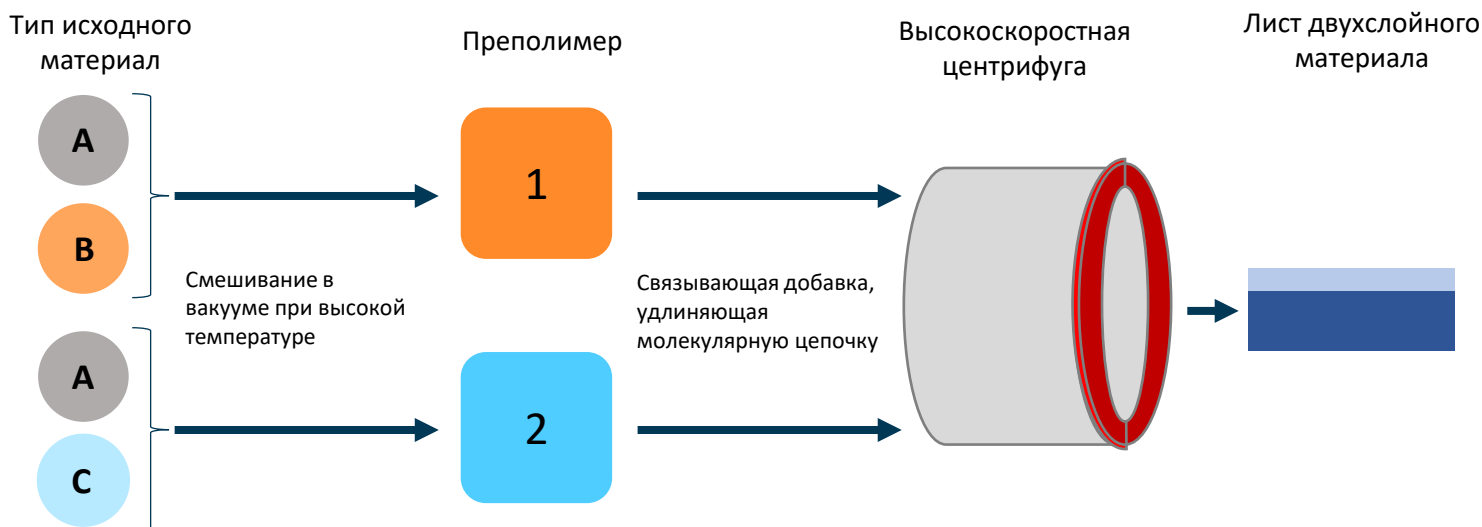 Тип исходного
материал
Преполимер
Высокоскоростная
центрифуга
Лист двухслойного
материала
A
B
Смешивание в
вакууме при высокой
температуре
A
C
1
2
Связывающая добавка,
удлиняющая
молекулярную цепочку